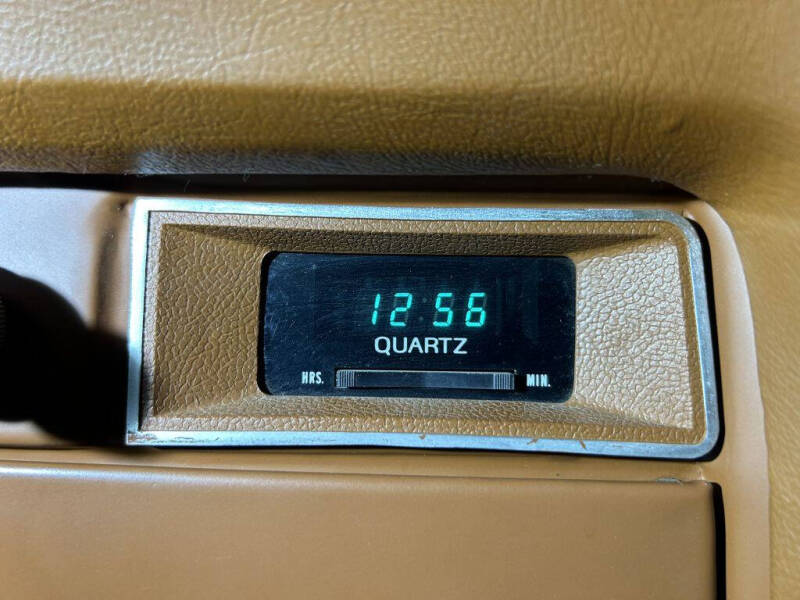 12 56
QUARTZ
HRS. MIN.